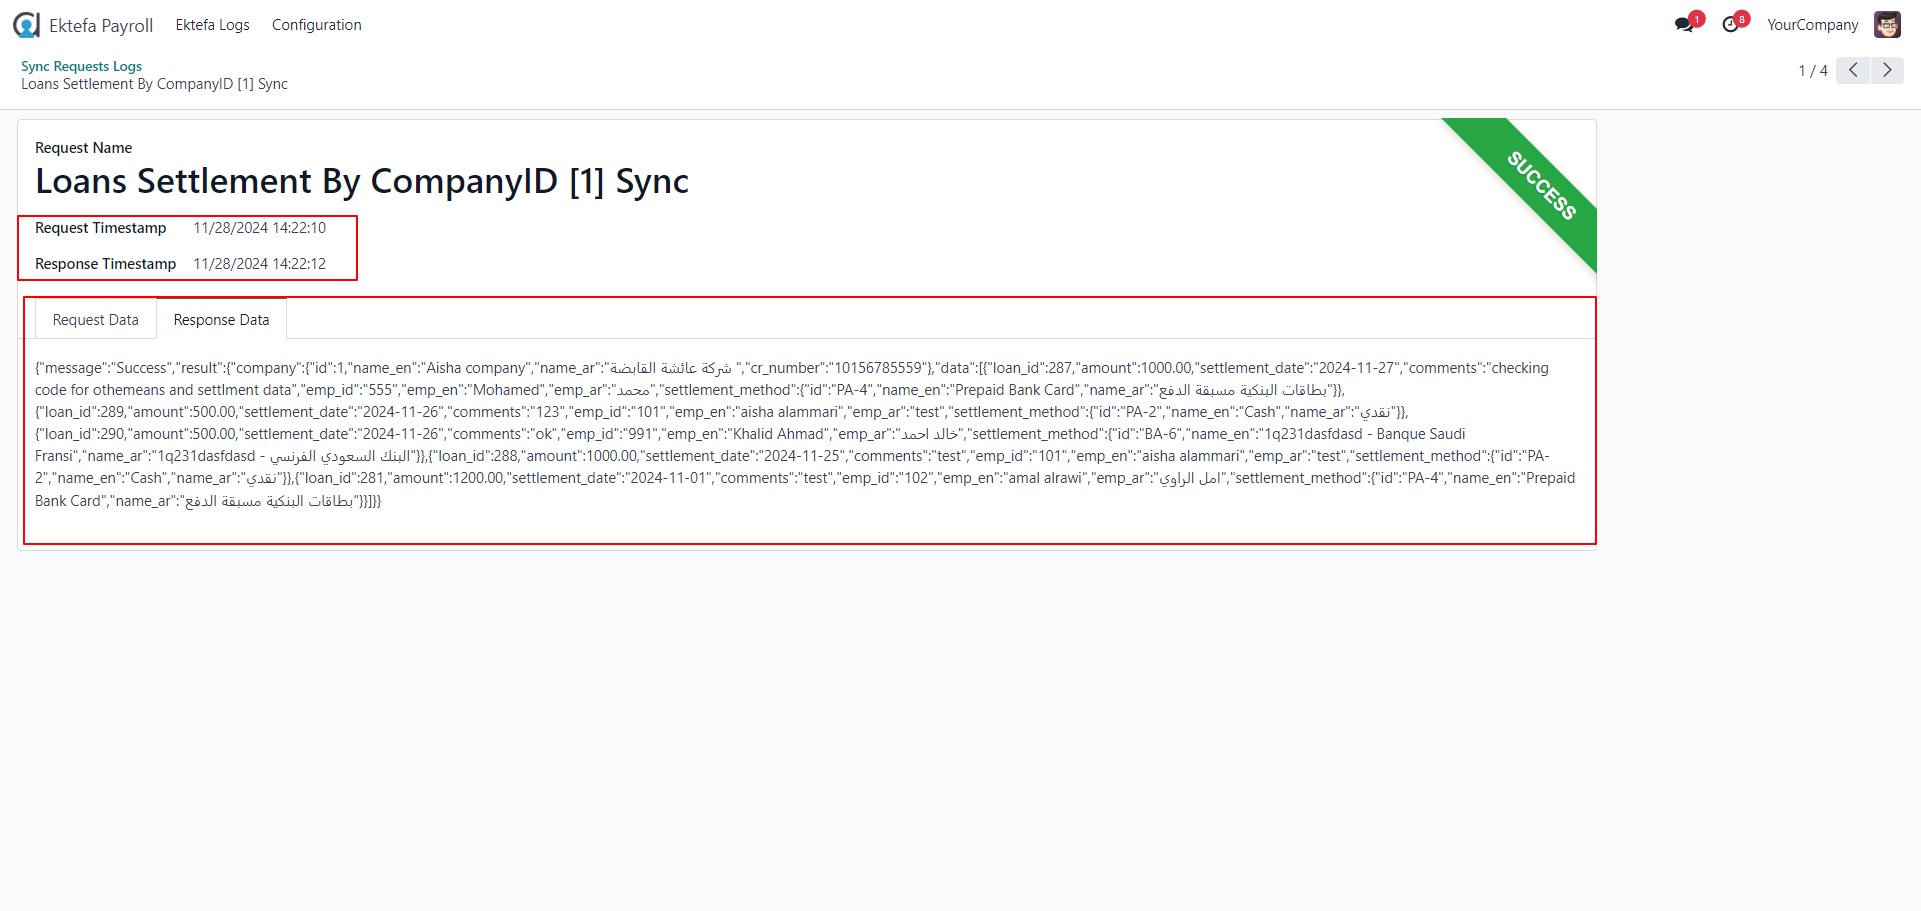 Ektefa Payroll Ektefa Logs Configuration 1 8 YourCompany
Sync Requests Logs
Loans Settlement By CompanyID [1] Sync 1 / 4
Request Name
Loans Settlement By CompanyID [1] Sync
SUCCESS
Request Timestamp 11/28/2024 14:22:10
Response Timestamp 11/28/2024 14:22:12
Request Data Response Data
{"message":"Success","result":{"company":{"id":1,"name_en":"Aisha company","name_ar":"شركة عائشة القابضة ","cr_number":"10156785559"},"data":[{"loan_id":287,"amount":1000.00,"settlement_date":"2024-11-27","comments":"checking
code for othemeans and settlment data","emp_id":"555","emp_en":"Mohamed","emp_ar":"محمد","settlement_method":{"id":"PA-4","name_en":"Prepaid Bank Card","name_ar":"بطاقات البنكية مسبقة الدفع"}},
{"loan_id":289,"amount":500.00,"settlement_date":"2024-11-26","comments":"123","emp_id":"101","emp_en":"aisha alammari","emp_ar":"test","settlement_method":{"id":"PA-2","name_en":"Cash","name_ar":"نقدي"}},
{"loan_id":290,"amount":500.00,"settlement_date":"2024-11-26","comments":"ok","emp_id":"991","emp_en":"Khalid Ahmad","emp_ar":"خالد احمد","settlement_method":{"id":"BA-6","name_en":"1q231dasfdasd - Banque Saudi
Fransi","name_ar":"1q231dasfdasd - البنك السعودي الفرنسي"}},{"loan_id":288,"amount":1000.00,"settlement_date":"2024-11-25","comments":"test","emp_id":"101","emp_en":"aisha alammari","emp_ar":"test","settlement_method":{"id":"PA-
2","name_en":"Cash","name_ar":"نقدي"}},{"loan_id":281,"amount":1200.00,"settlement_date":"2024-11-01","comments":"test","emp_id":"102","emp_en":"amal alrawi","emp_ar":"امل الراوي","settlement_method":{"id":"PA-4","name_en":"Prepaid
Bank Card","name_ar":"بطاقات البنكية مسبقة الدفع"}}]}}